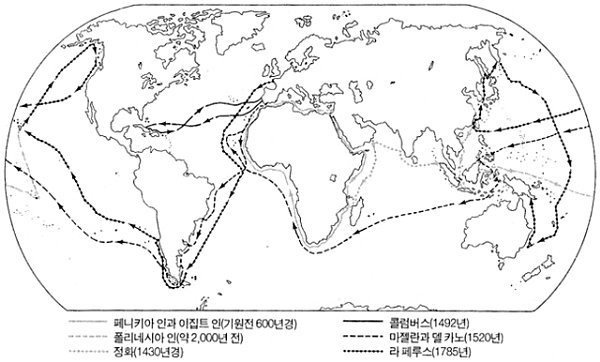 페니키아 인과 이집트 인(기원전 600년경)
폴리네시아 인(약 2,000년 전)
정화(1430년경)
콜럼버스(1492년)
마젤란과 델 카노(1520년)
라 페루스(1785년)